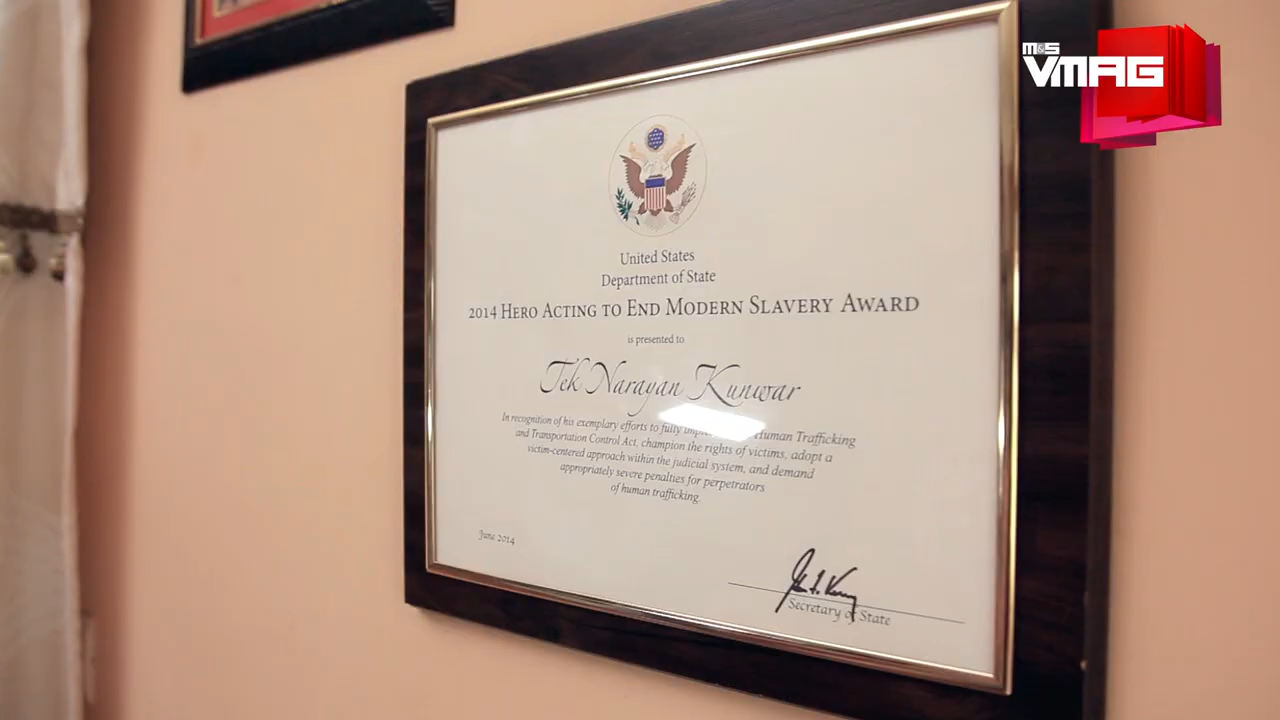 M&S
VMAG
United States
Department of State
2014 Hero Acting to End Modern Slavery Award
is presented to
Tek Narayan Kunwar
In recognition of his exemplary efforts to fully Human Trafficking
and Transportation Control Act, champion the rights of victims, adopt a
victim-centered approach within the judicial system, and demand
appropriately severe penalties for perpetrators
of human trafficking.
June 2014
Secretary of State